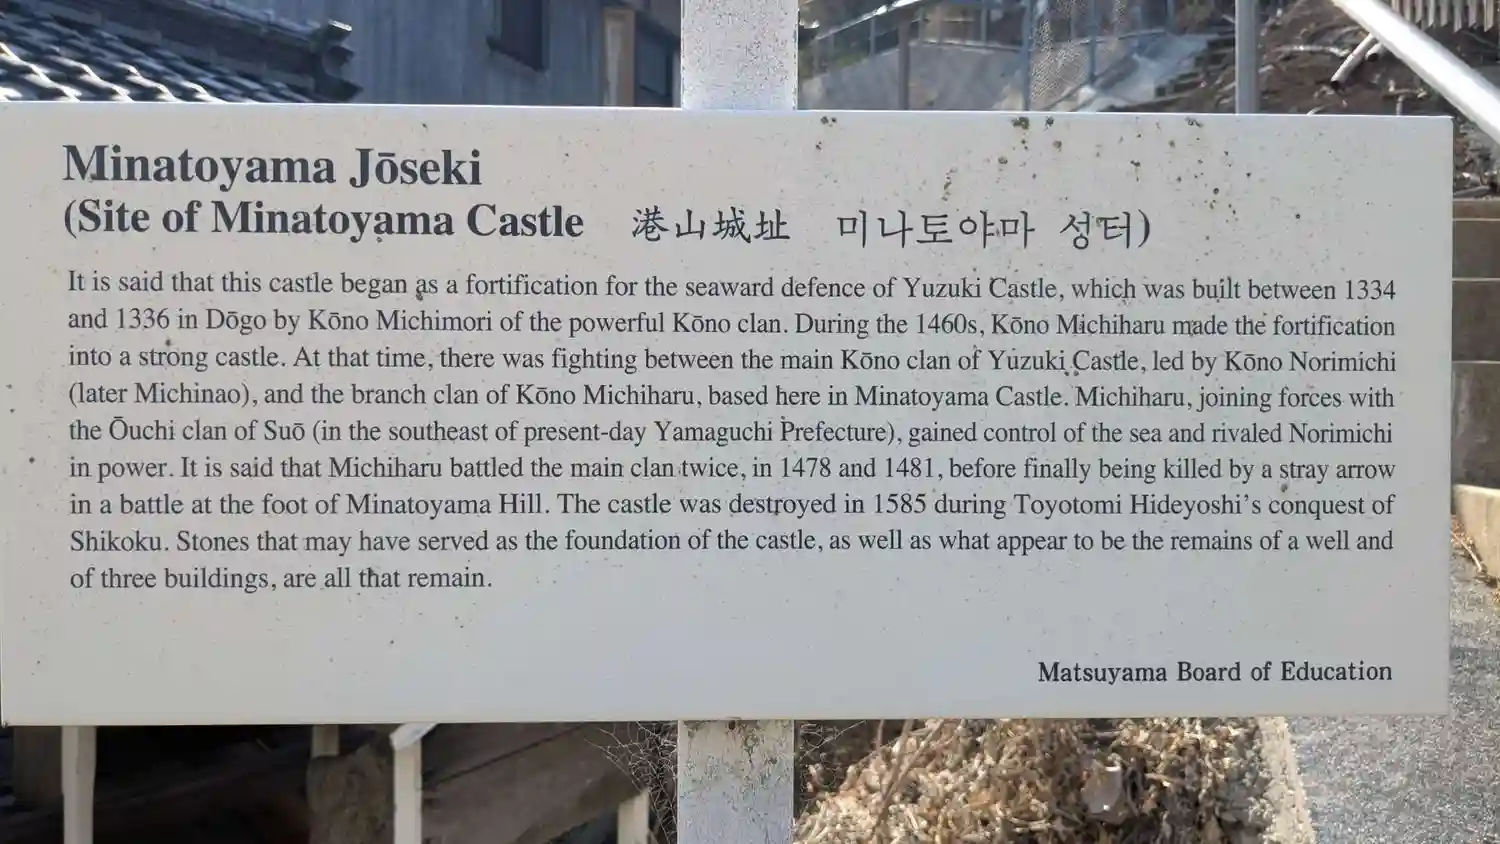 Minatoyama Jōseki
(Site of Minatoyama Castle 港山城址 미나토야마 성터)
It is said that this castle began as a fortification for the seaward defence of Yuzuki Castle, which was built between 1334
and 1336 in Dōgo by Kōno Michimori of the powerful Kōno clan. During the 1460s, Kōno Michiharu made the fortification
into a strong castle. At that time, there was fighting between the main Kōno clan of Yuzuki Castle, led by Kōno Norimichi
(later Michinao), and the branch clan of Kōno Michiharu, based here in Minatoyama Castle. Michiharu, joining forces with
the Ōuchi clan of Suō (in the southeast of present-day Yamaguchi Prefecture), gained control of the sea and rivaled Norimichi
in power. It is said that Michiharu battled the main clan twice, in 1478 and 1481, before finally being killed by a stray arrow
in a battle at the foot of Minatoyama Hill. The castle was destroyed in 1585 during Toyotomi Hideyoshi's conquest of
Shikoku. Stones that may have served as the foundation of the castle, as well as what appear to be the remains of a well and
of three buildings, are all that remain.
Matsuyama Board of Education